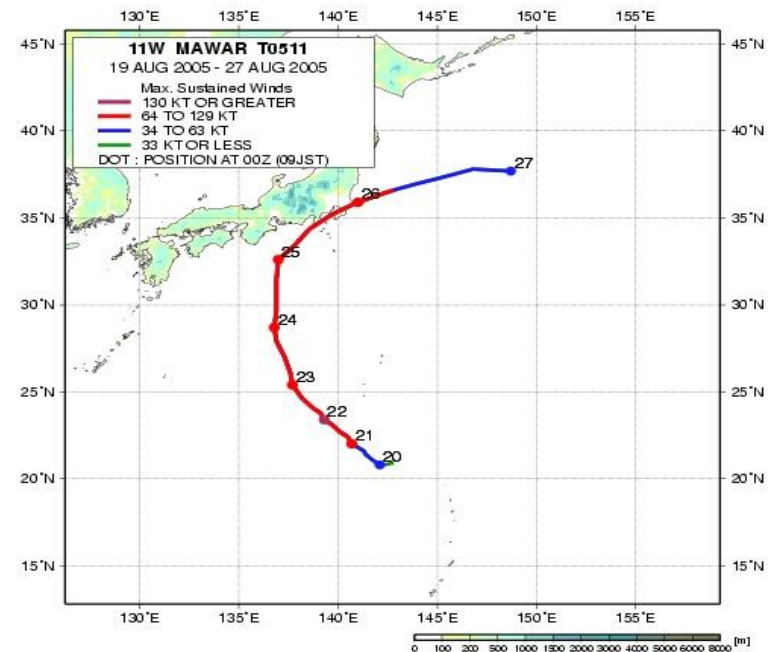 130˚E 135˚E 140˚E 145˚E 150˚E 155˚E
45˚N 45˚N
11W MAWAR T0511
19 AUG 2005 - 27 AUG 2005
Max. Sustained Winds
130 KT OR GREATER
64 TO 129 KT
34 TO 63 KT
33 KT OR LESS
DOT : POSITION AT 00Z (09JST)
40˚N 40˚N
27
26
35˚N 35˚N
25
30˚N 30˚N
24
25˚N 25˚N
23
22
21
20
20˚N 20˚N
15˚N 15˚N
130˚E 135˚E 140˚E 145˚E 150˚E 155˚E
[m]
0 100 200 500 1000 1500 2000 3000 4000 5000 6000 8000